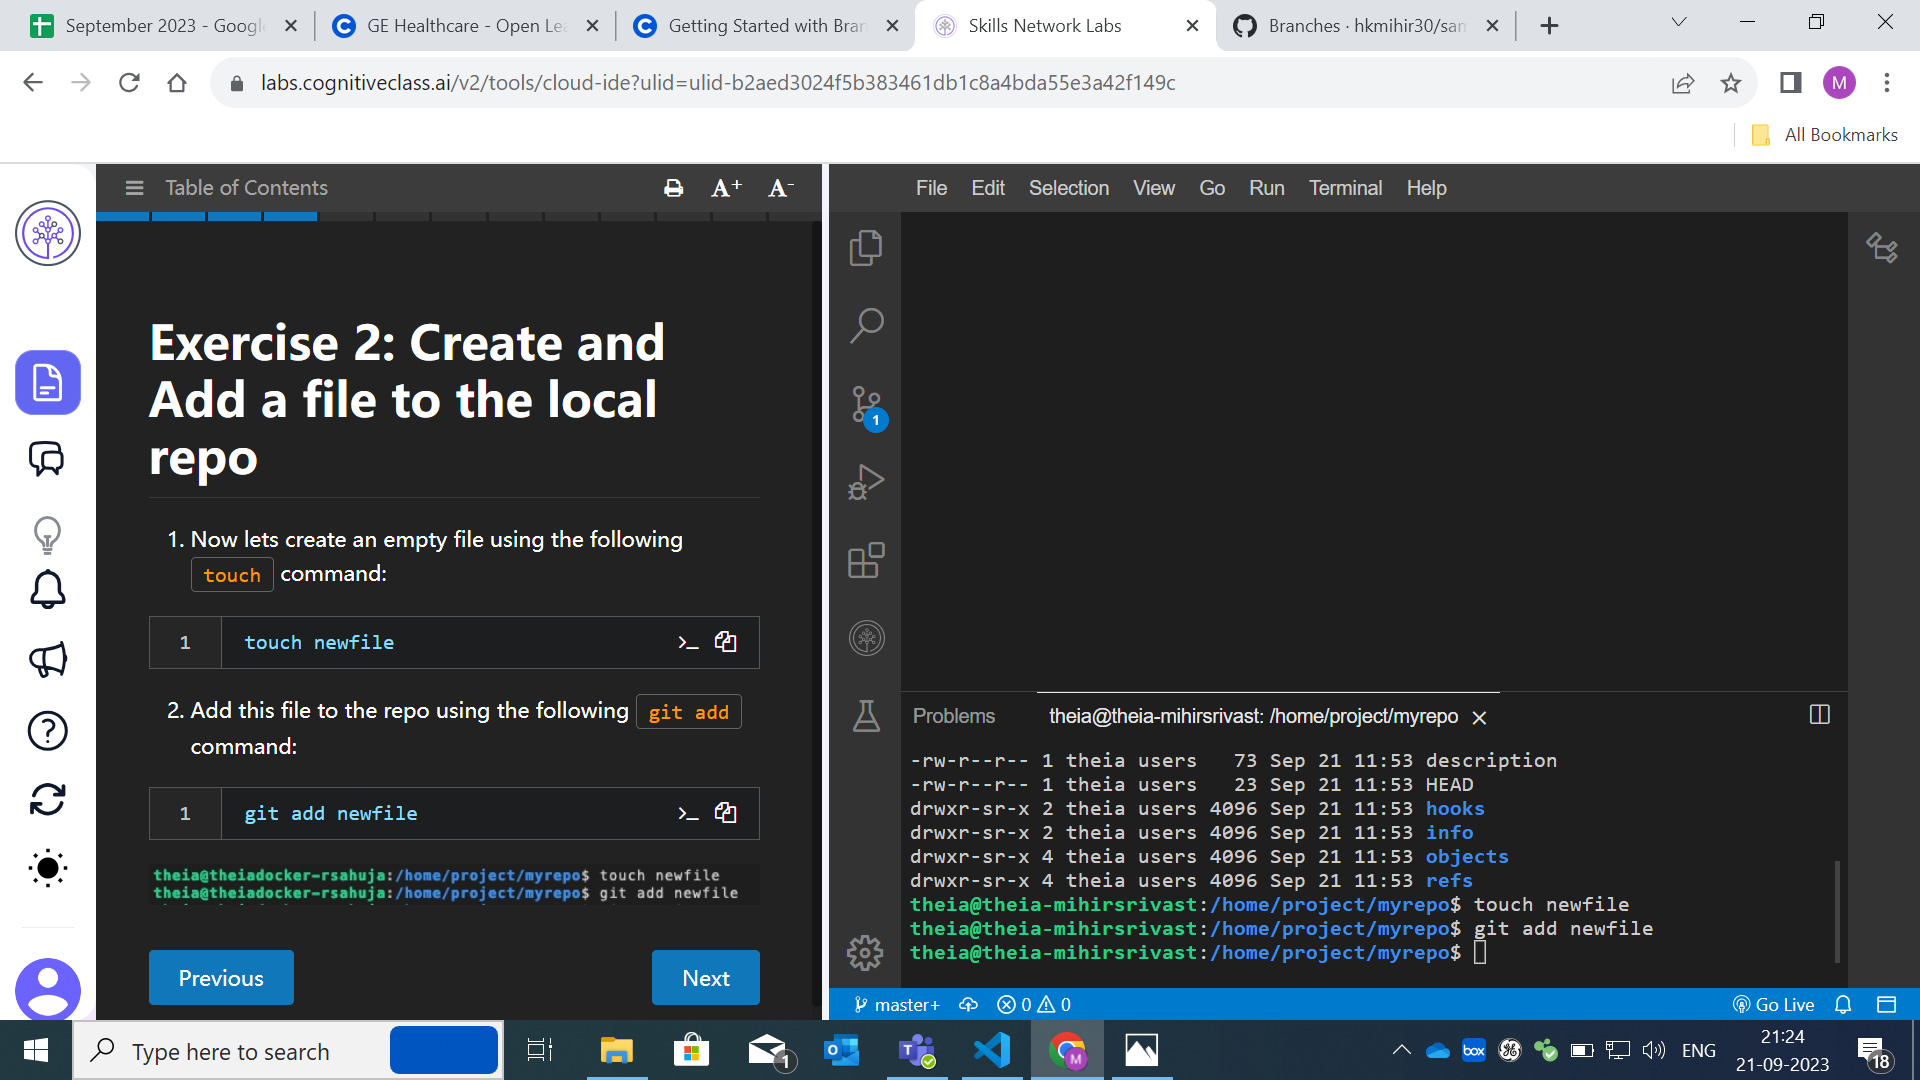 September 2023 - Google
GE Healthcare - Open Lea
Getting Started with Bran
Skills Network Labs
Branches · hkmihir30/sam
labs.cognitiveclass.ai/v2/tools/cloud-ide?ulid=ulid-b2aed3024f5b383461db1c8a4bda55e3a42f149c
M
All Bookmarks
Table of Contents
A+ A-
File Edit Selection View Go Run Terminal Help
Exercise 2: Create and
Add a file to the local
repo
1. Now lets create an empty file using the following
touch command:
1 touch newfile
2. Add this file to the repo using the following git add
command:
1 git add newfile
theia@theiadocker-rsahuja:/home/project/myrepo$ touch newfile
theia@theiadocker-rsahuja:/home/project/myrepo$ git add newfile
Previous
Next
1
Problems
theia@theia-mihirsrivast: /home/project/myrepo
-rw-r--r-- 1 theia users 73 Sep 21 11:53 description
-rw-r--r-- 1 theia users 23 Sep 21 11:53 HEAD
drwxr-sr-x 2 theia users 4096 Sep 21 11:53 hooks
drwxr-sr-x 2 theia users 4096 Sep 21 11:53 info
drwxr-sr-x 4 theia users 4096 Sep 21 11:53 objects
drwxr-sr-x 4 theia users 4096 Sep 21 11:53 refs
theia@theia-mihirsrivast:/home/project/myrepo$ touch newfile
theia@theia-mihirsrivast:/home/project/myrepo$ git add newfile
theia@theia-mihirsrivast:/home/project/myrepo$
master+ 0 0
Go Live
Type here to search
1
M
box
ENG
21:24
21-09-2023
18